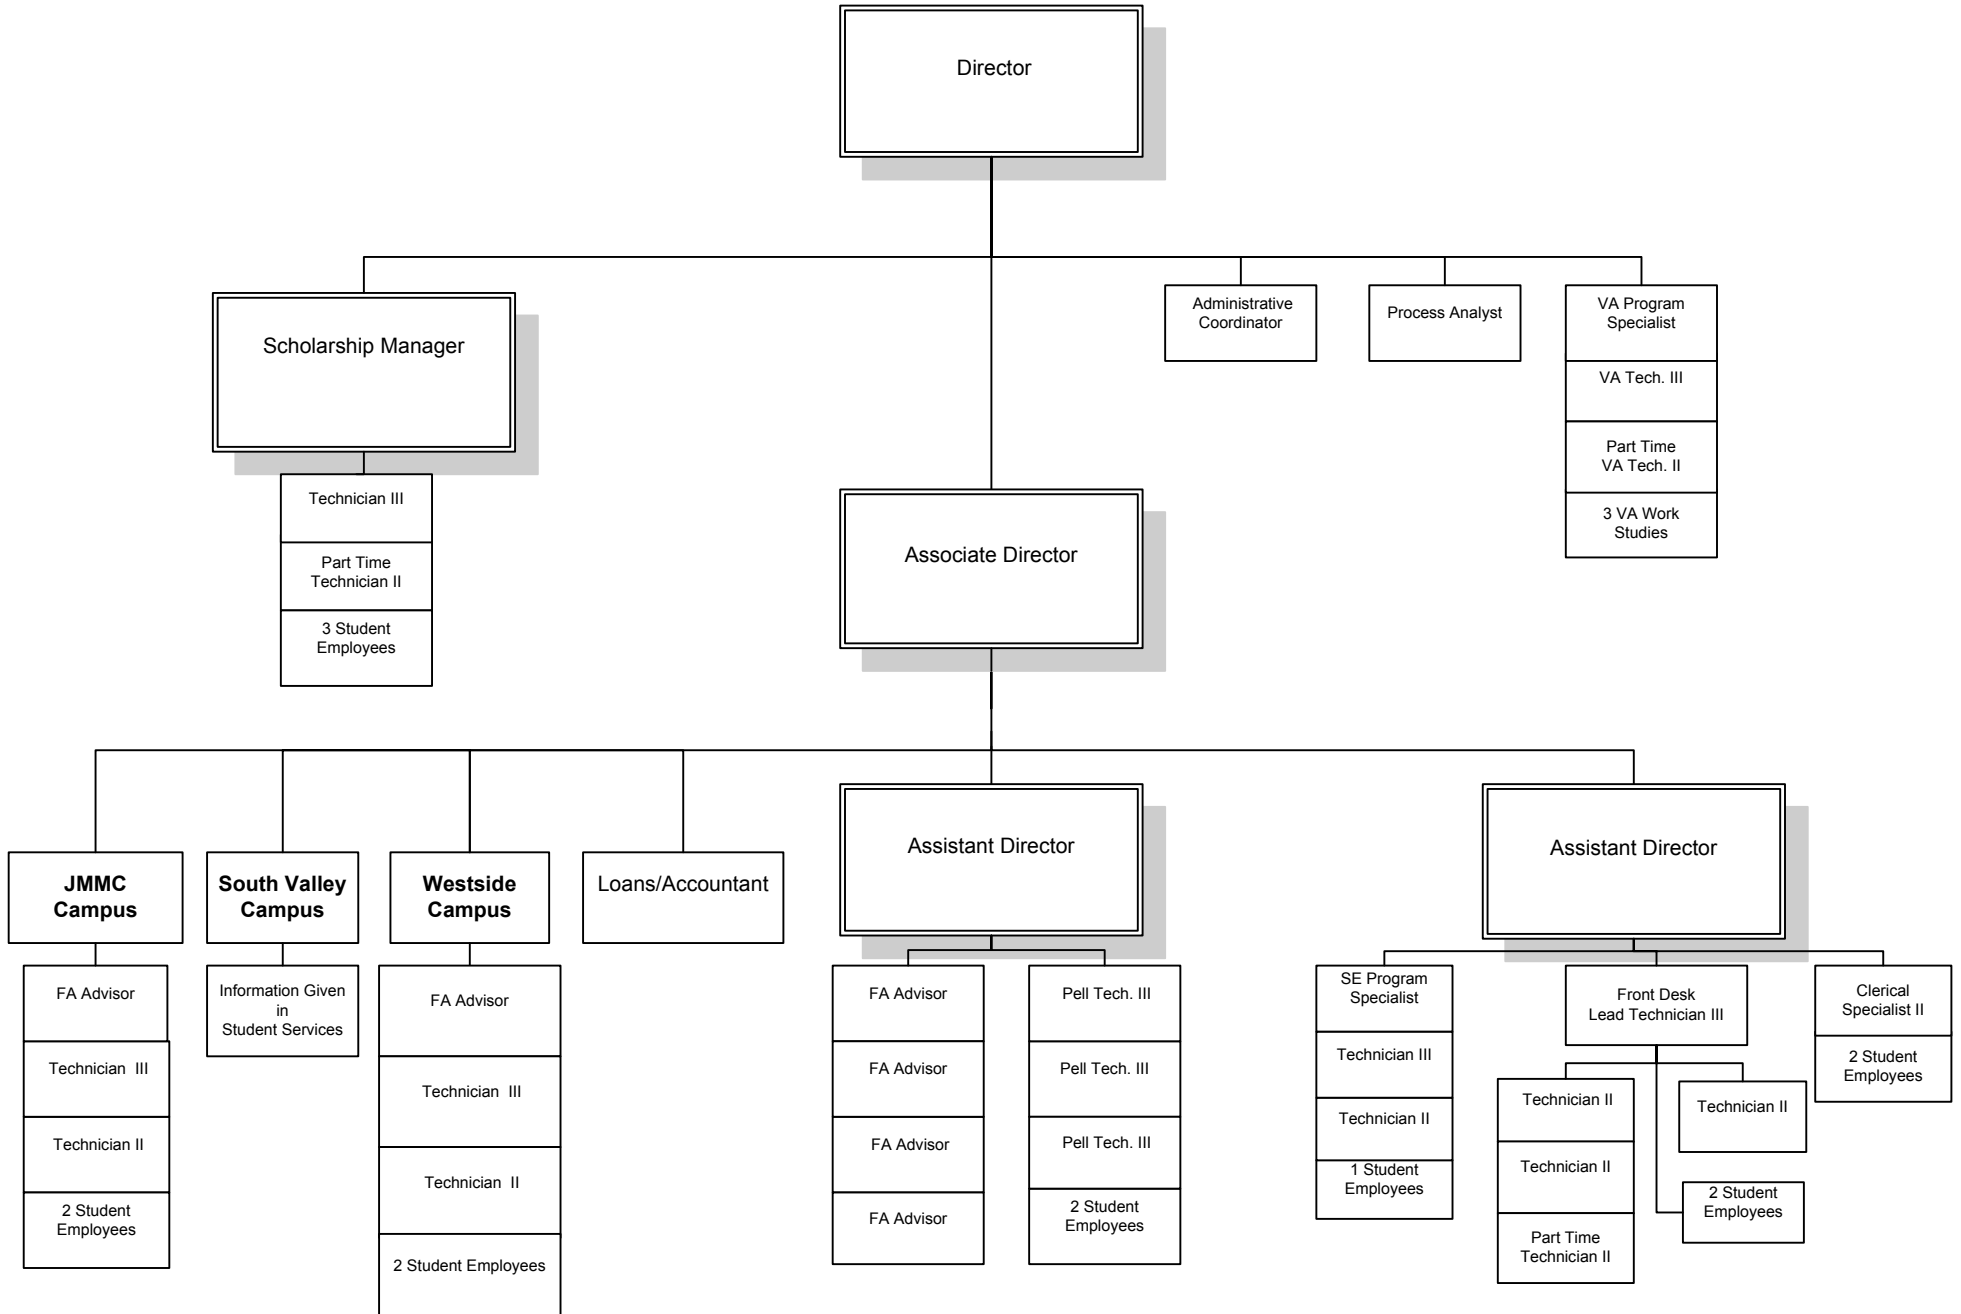 Director
Scholarship Manager
Technician III
Part Time
Technician II
3 Student
Employees
Administrative
Coordinator
Process Analyst
VA Program
Specialist
VA Tech. III
Part Time
VA Tech. II
3 VA Work
Studies
Associate Director
JMMC
Campus
FA Advisor
Technician III
Technician II
2 Student
Employees
South Valley
Campus
Information Given
in
Student Services
Westside
Campus
FA Advisor
Technician III
Technician II
2 Student Employees
Loans/Accountant
Assistant Director
FA Advisor
FA Advisor
FA Advisor
FA Advisor
Pell Tech. III
Pell Tech. III
Pell Tech. III
2 Student
Employees
Assistant Director
SE Program
Specialist
Technician III
Technician II
1 Student
Employees
Front Desk
Lead Technician III
Technician II
Technician II
Part Time
Technician II
Technician II
2 Student
Employees
Clerical
Specialist II
2 Student
Employees